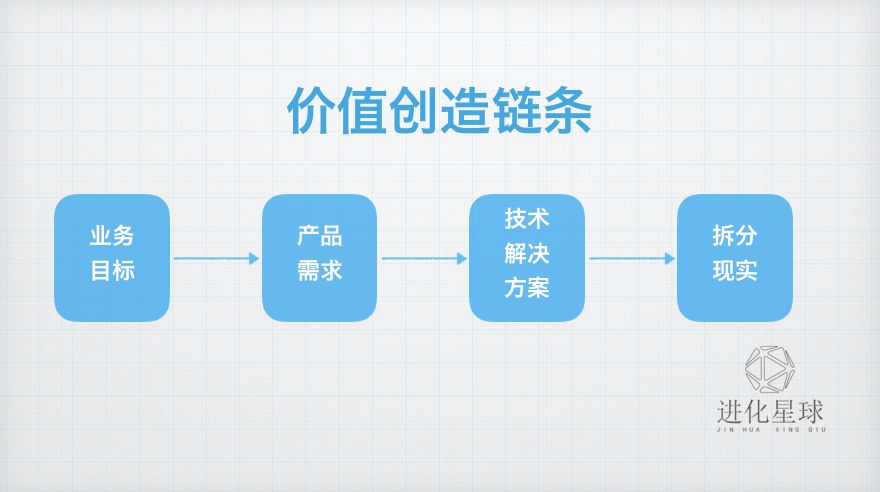 价值创造链条
业务
目标
产品
需求
技术
解决
方案
拆分
现实
进化星球
JIN HUA XING QIU